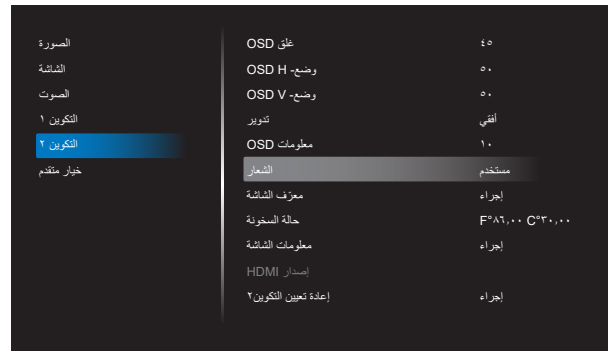 الصورة
الشاشة
الصوت
التكوين ١
التكوين ٢
خيار متقدم
غلق OSD ٤٥
وضع- OSD H ٥٠
وضع- OSD V ٥٠
تدوير أفقي
معلومات OSD ١٠
الشعار مستخدم
معرّف الشاشة إجراء
حالة السخونة F°٨٦,٠٠ C°٣٠,٠٠
معلومات الشاشة إجراء
إصدار HDMI
إعادة تعيين التكوين٢ إجراء